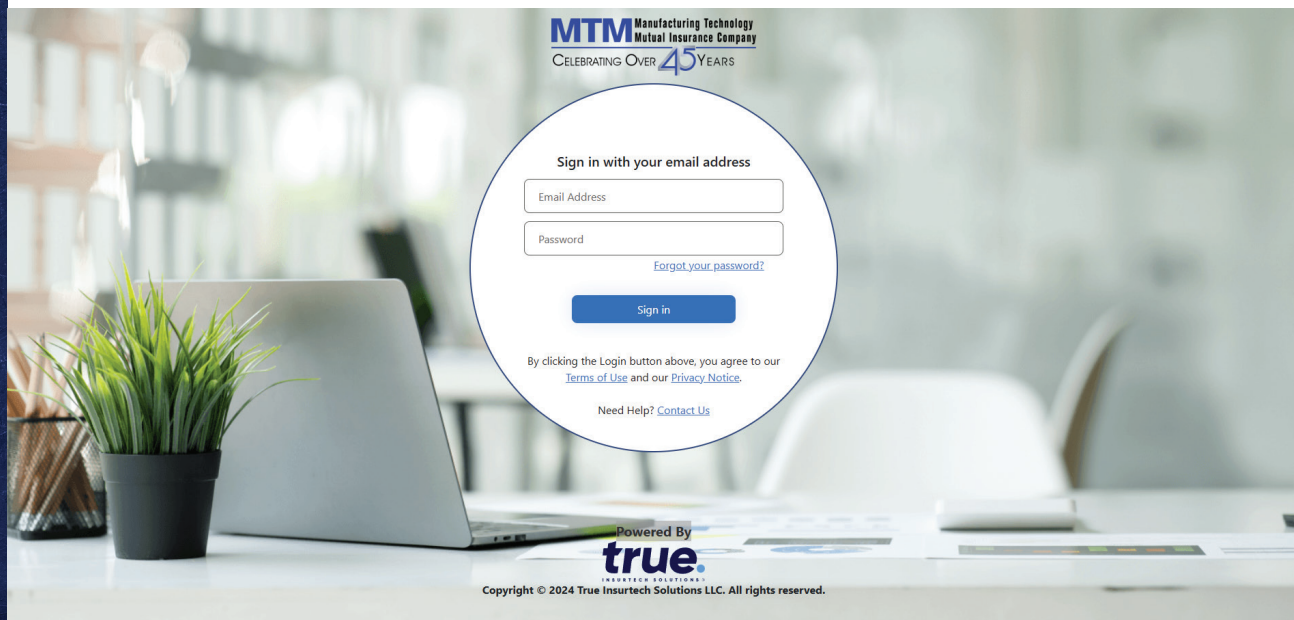 MTM Manufacturing Technology
Mutual Insurance Company
CELEBRATING OVER 45 YEARS
Sign in with your email address
Email Address
Password
Forgot your password?
Sign in
By clicking the Login button above, you agree to our
Terms of Use and our Privacy Notice.
Need Help? Contact Us
Powered By
true.
INSURTECH SOLUTIONS
Copyright © 2024 True Insurtech Solutions LLC. All rights reserved.